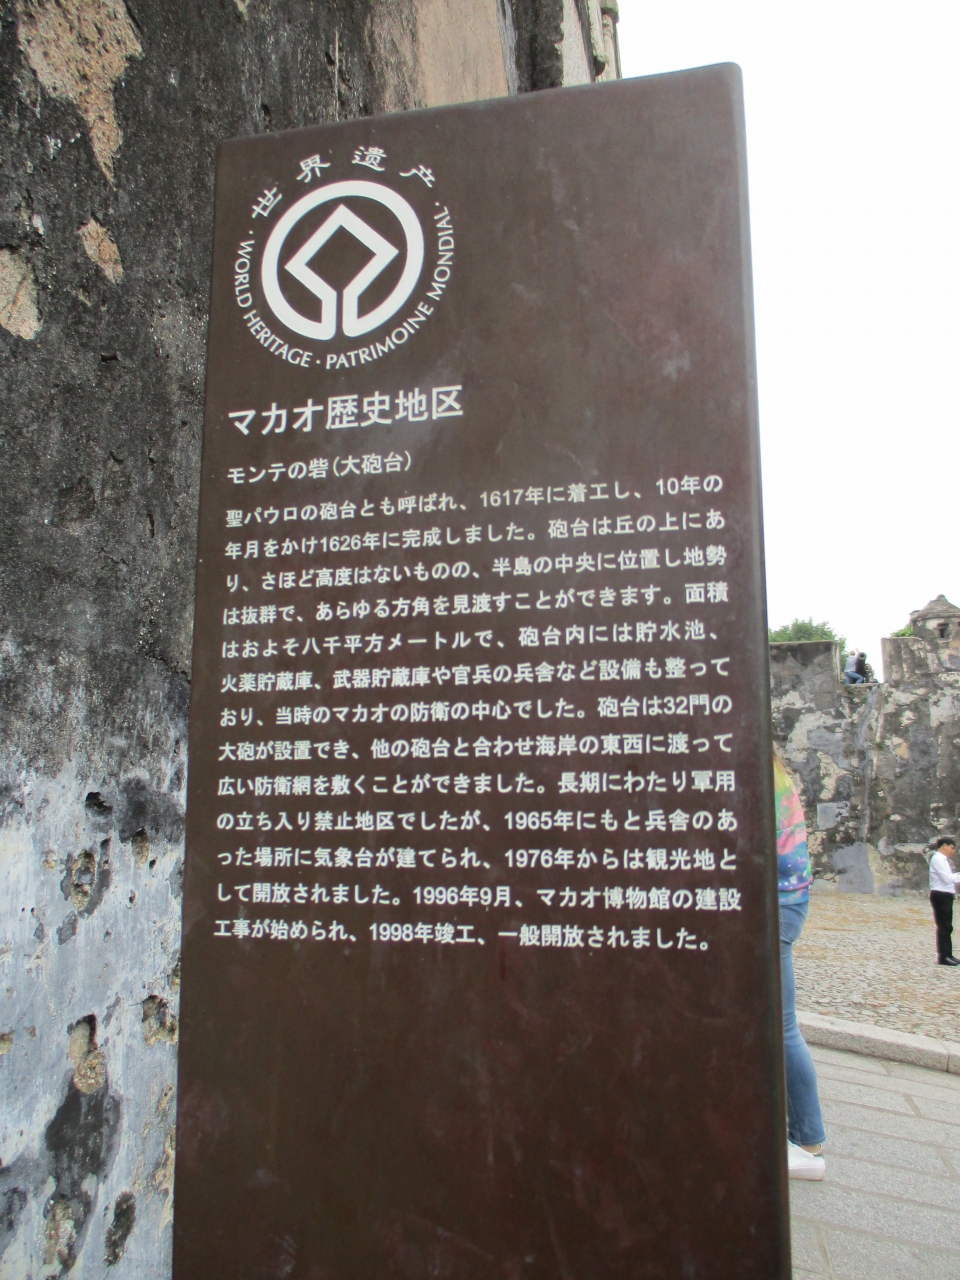 世界遗产
· WORLD HERITAGE · PATRIMOINE MONDIAL ·
マカオ歴史地区
モンテの砦(大砲台)
聖パウロの砲台とも呼ばれ、1617年に着工し、10年の
年月をかけ1626年に完成しました。砲台は丘の上にあ
り、さほど高度はないものの、半島の中央に位置し地勢
は抜群で、あらゆる方角を見渡すことができます。面積
はおよそ八千平方メートルで、砲台内には貯水池、
火薬貯蔵庫、武器貯蔵庫や官兵の兵舎など設備も整って
おり、当時のマカオの防衛の中心でした。砲台は32門の
大砲が設置でき、他の砲台と合わせ海岸の東西に渡って
広い防衛網を敷くことができました。長期にわたり軍用
の立ち入り禁止地区でしたが、1965年にもと兵舎のあ
った場所に気象台が建てられ、1976年からは観光地と
して開放されました。1996年9月、マカオ博物館の建設
工事が始められ、1998年竣工、一般開放されました。